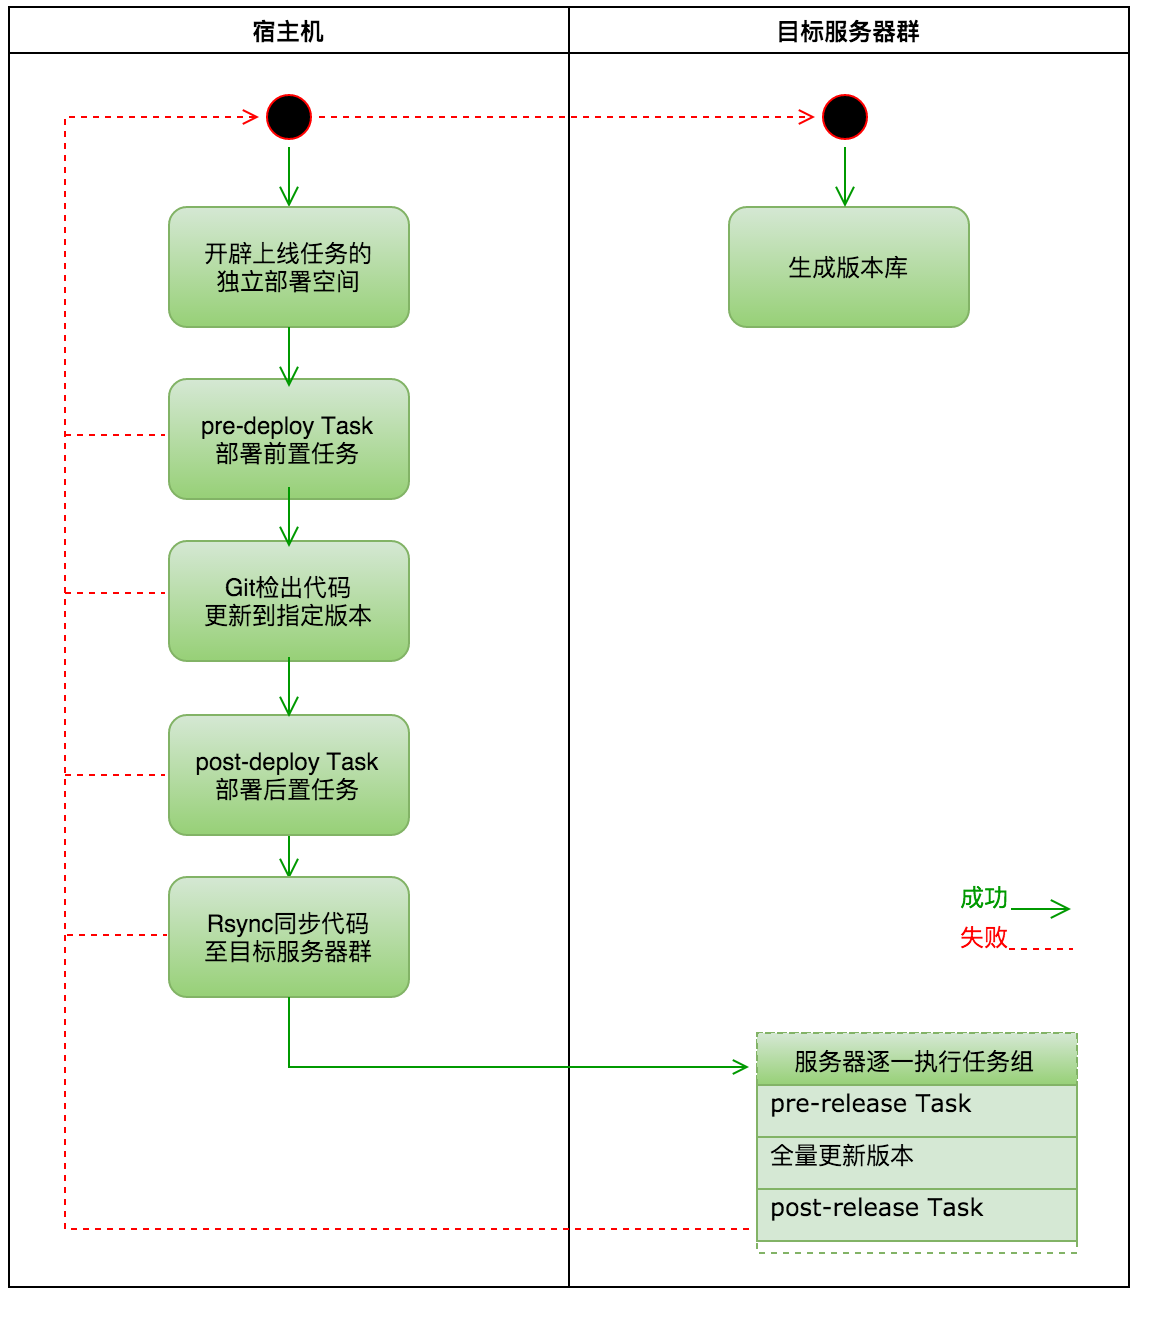 宿主机
目标服务器群
开辟上线任务的
独立部署空间
生成版本库
pre-deploy Task
部署前置任务
Git检出代码
更新到指定版本
post-deploy Task
部署后置任务
Rsync同步代码
至目标服务器群
成功
失败
服务器逐一执行任务组
pre-release Task
全量更新版本
post-release Task